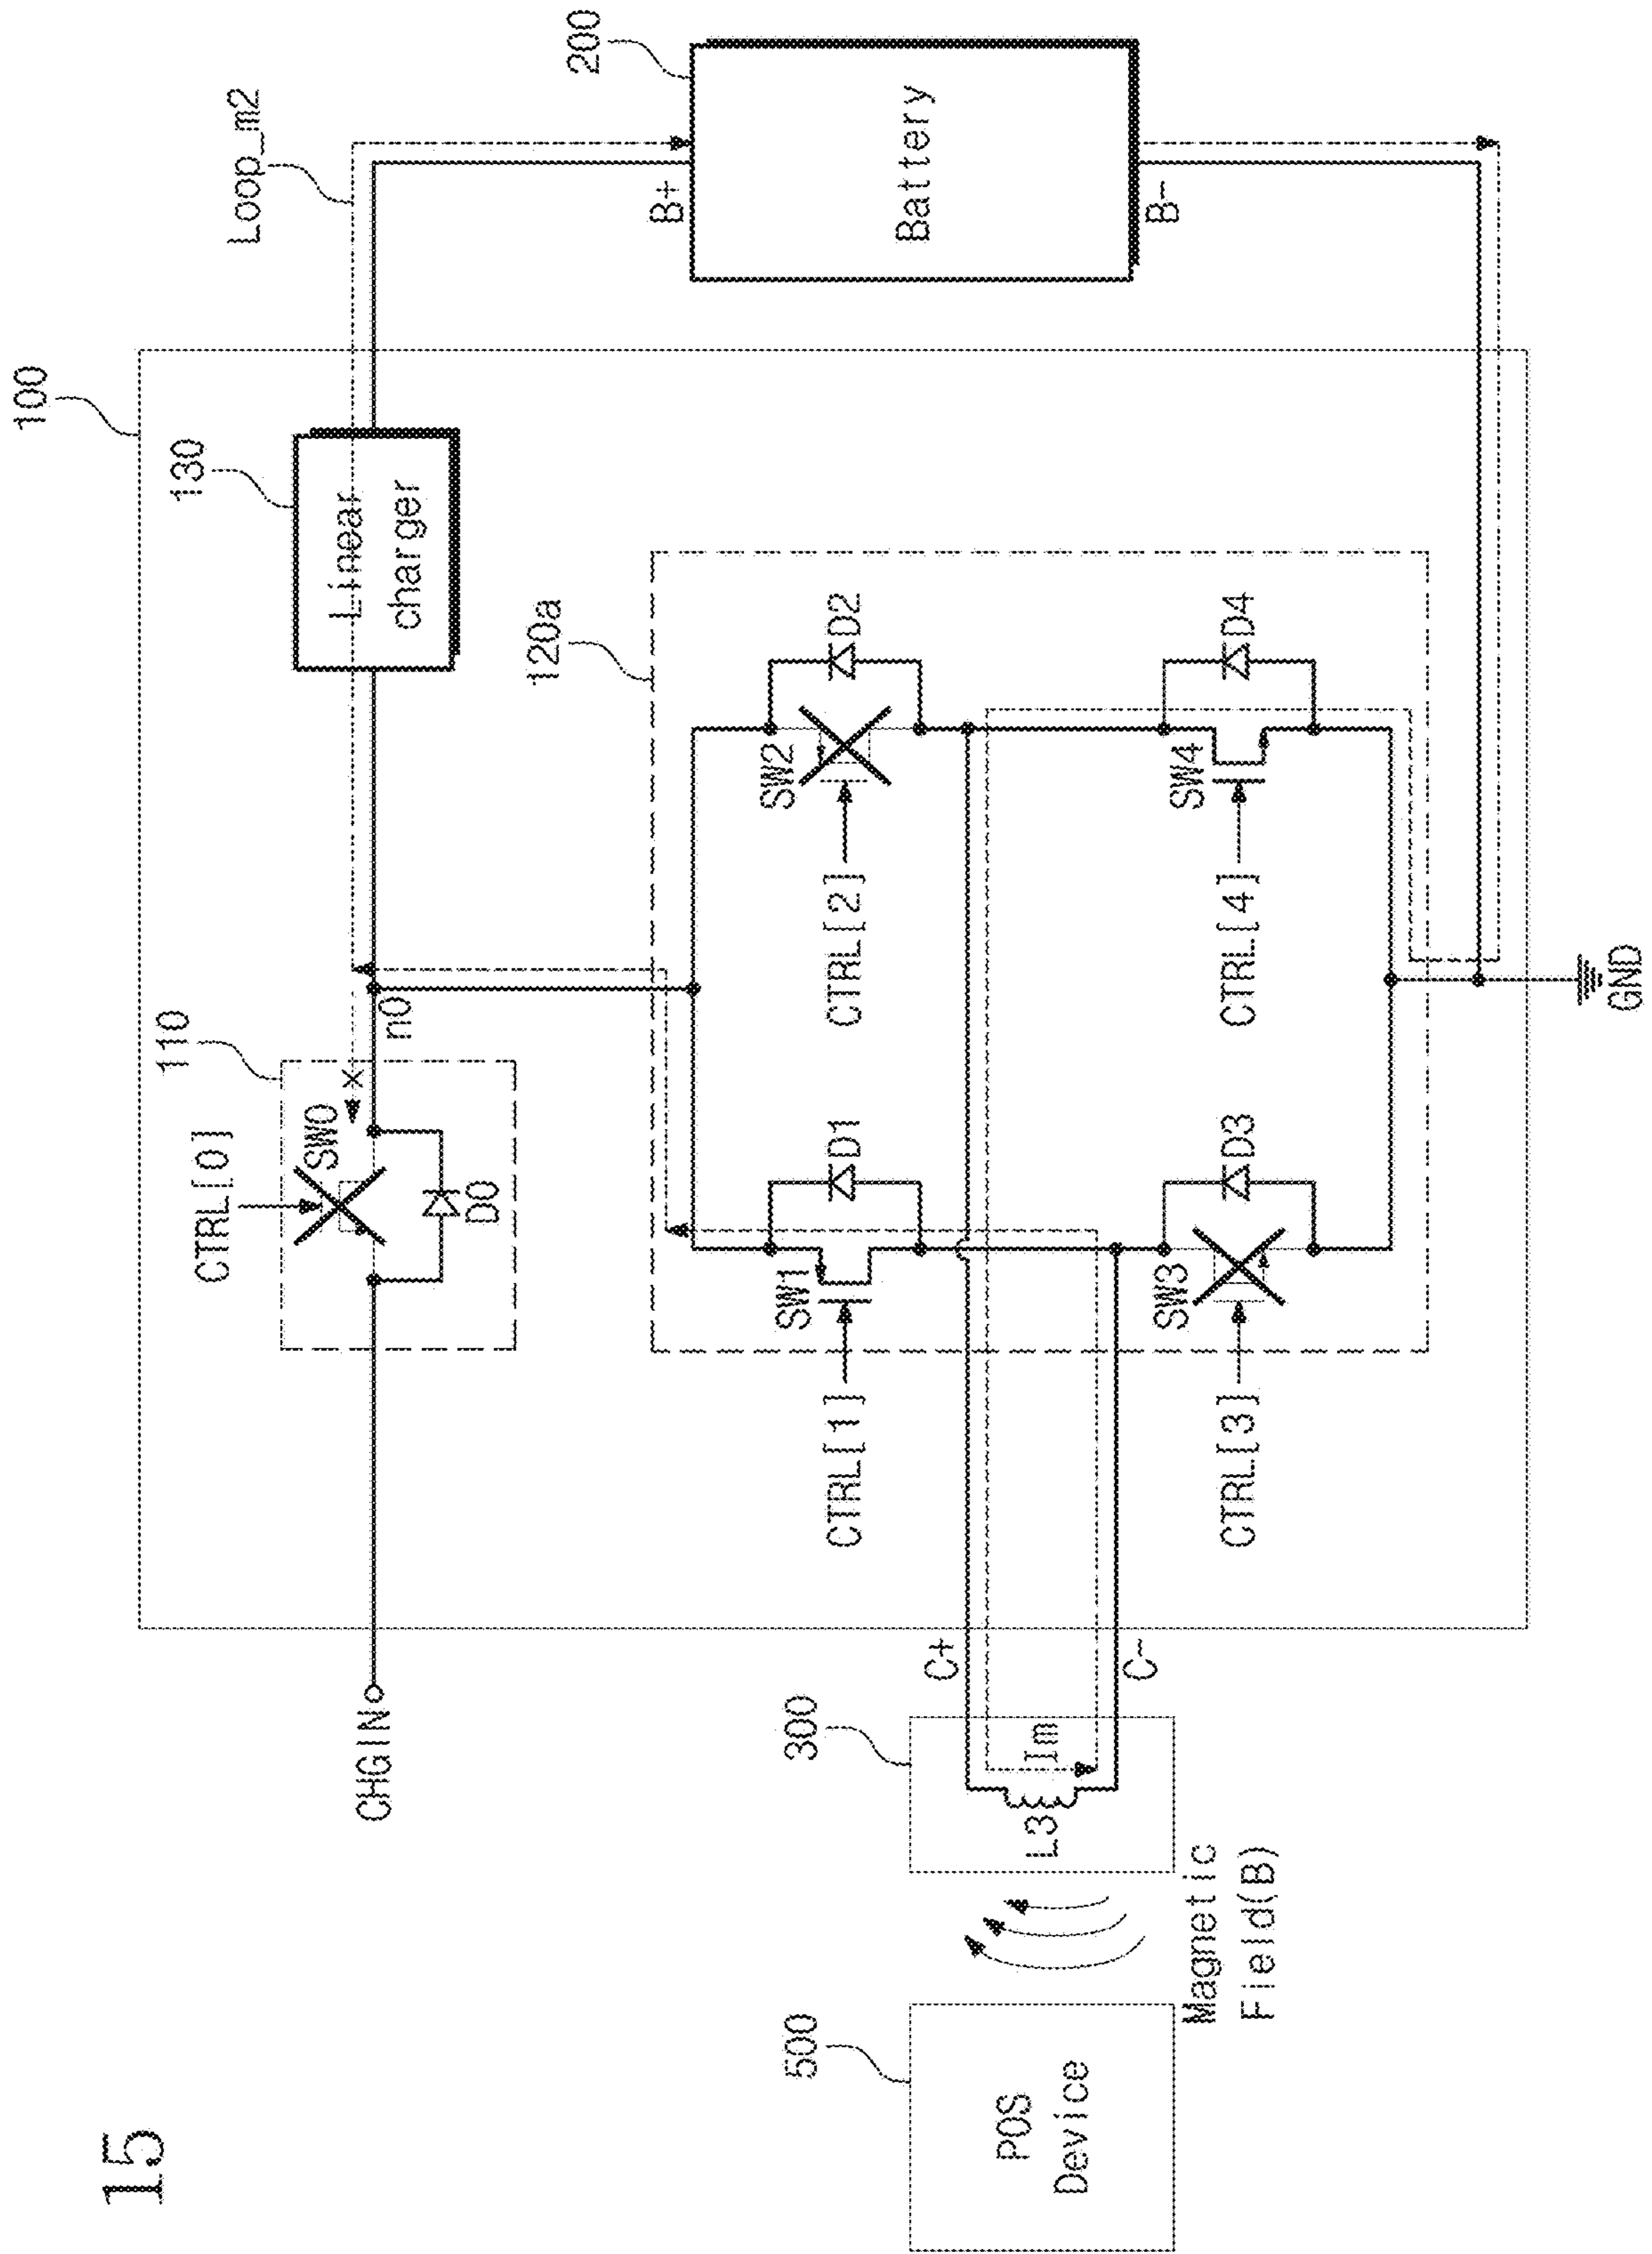 15
CHGIN
CTRL[0]
SW0
D0
110
n0
130
Linear
charger
100
Loop_m2
200
Battery
B+
B-
120a
CTRL[1]
SW1
D1
CTRL[2]
SW2
D2
CTRL[3]
SW3
D3
CTRL[4]
SW4
D4
GND
C+
C-
300
L3
Im
Magnetic
Field(B)
500
POS
Device